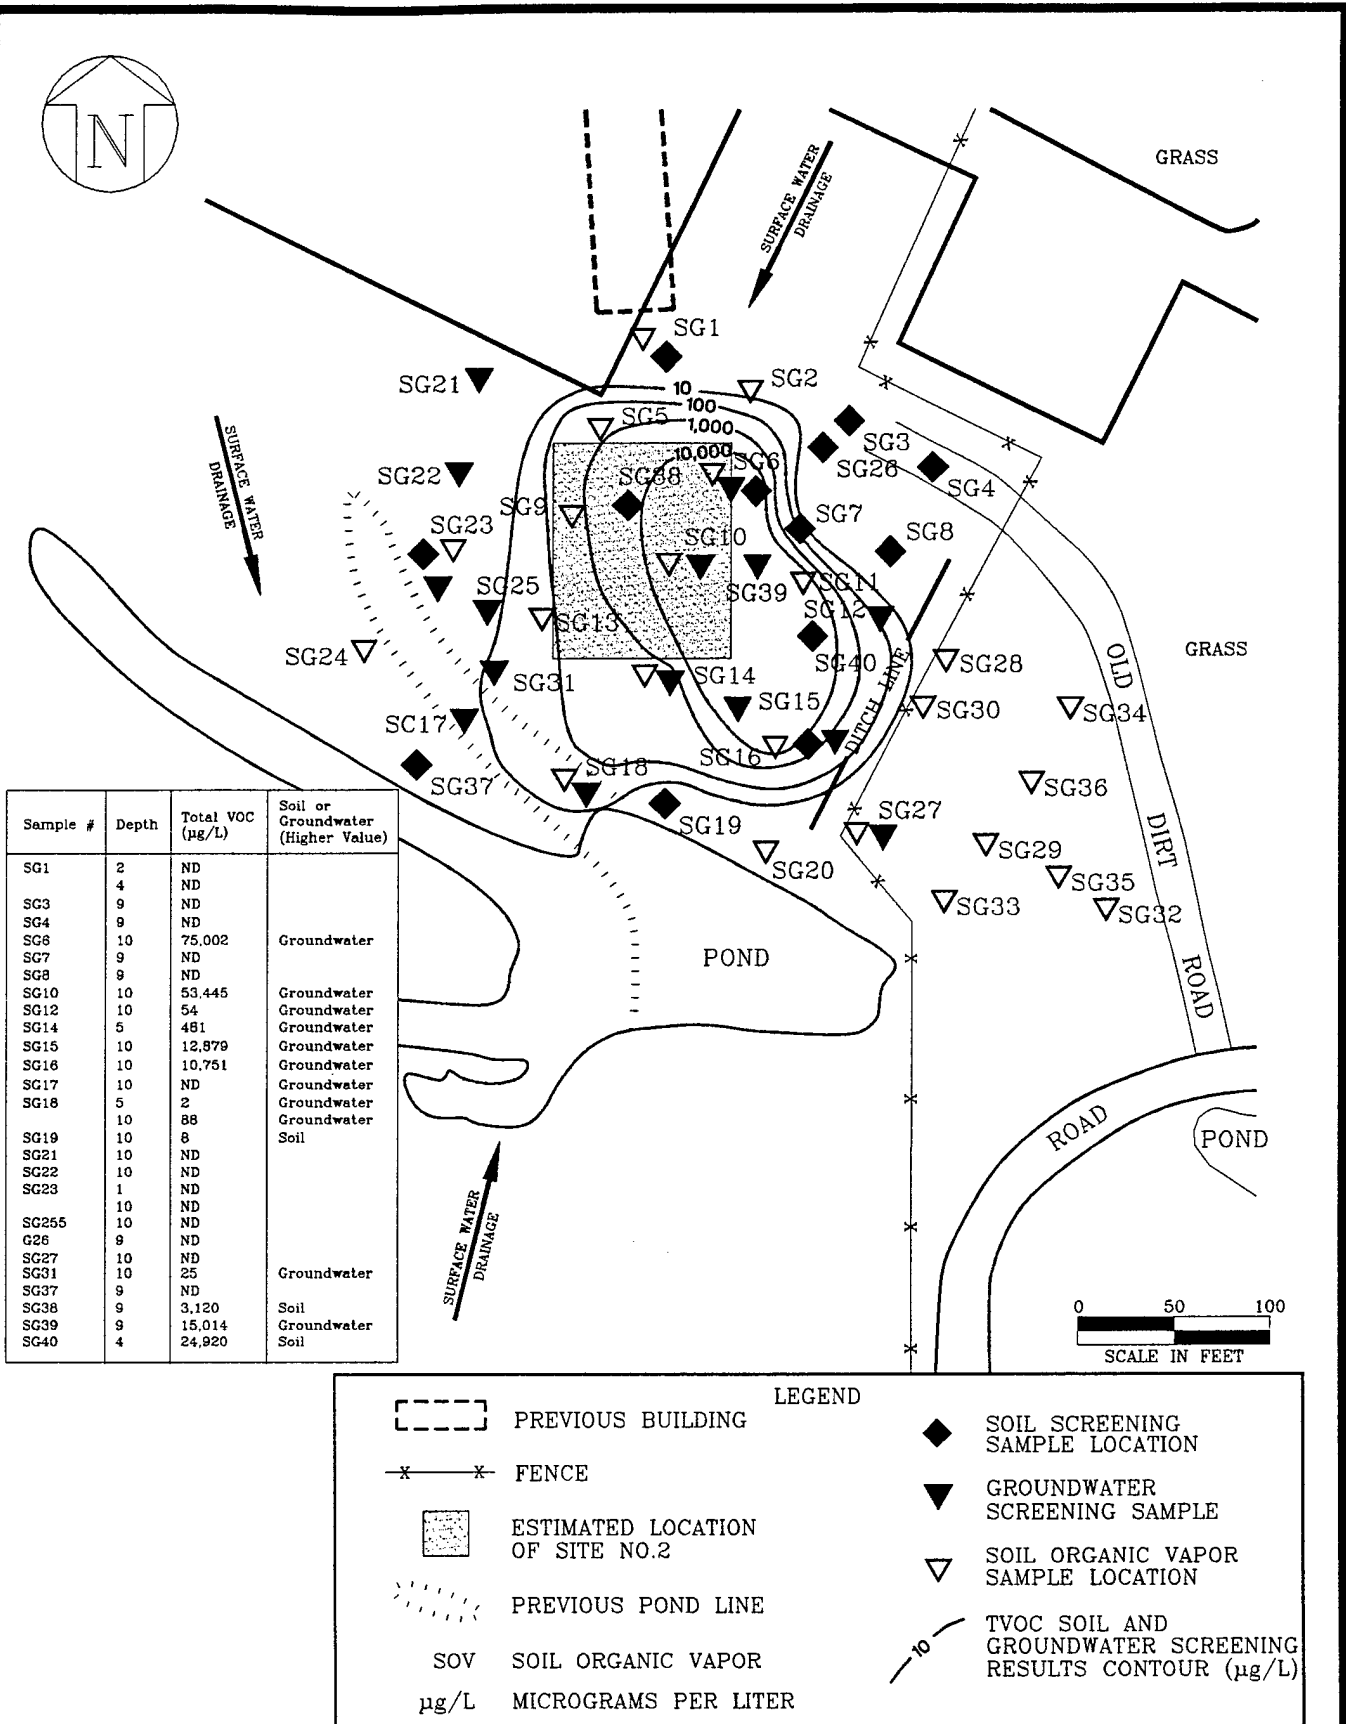 N
GRASS
SURFACE WATER
DRAINAGE
SG1
SG21
SG2
10
100
1,000
10,000
SG5
SG3
SG26
SG4
SURFACE WATER
DRAINAGE
SG22
SG38
SG6
SG9
SG7
SG23
SG8
SG10
SG39
SG11
SG25
SG12
SG13
SG24
SG40
SG28
OLD
DIRT
ROAD
GRASS
SG31
SG14
DITCH LINE
SC17
SG15
SG30
SG34
SG16
SG37
SG18
SG36
SG19
SG27
SG20
SG29
SG35
SG33
SG32
POND
Sample # Depth Total VOC (µg/L) Soil or Groundwater (Higher Value)
SG1 2 ND
4 ND
SG3 9 ND
SG4 9 ND
SG6 10 75,002 Groundwater
SG7 9 ND
SG8 9 ND
SG10 10 53,445 Groundwater
SG12 10 54 Groundwater
SG14 5 481 Groundwater
SG15 10 12,879 Groundwater
SG16 10 10,751 Groundwater
SG17 10 ND Groundwater
SG18 5 2 Groundwater
10 88 Groundwater
SG19 10 8 Soil
SG21 10 ND
SG22 10 ND
SG23 1 ND
10 ND
SG255 10 ND
G26 9 ND
SG27 10 ND
SG31 10 25 Groundwater
SG37 9 ND
SG38 9 3,120 Soil
SG39 9 15,014 Groundwater
SG40 4 24,920 Soil
SURFACE WATER
DRAINAGE
ROAD
POND
0 50 100
SCALE IN FEET
LEGEND
PREVIOUS BUILDING
FENCE
ESTIMATED LOCATION
OF SITE NO.2
PREVIOUS POND LINE
SOV SOIL ORGANIC VAPOR
µg/L MICROGRAMS PER LITER
SOIL SCREENING
SAMPLE LOCATION
GROUNDWATER
SCREENING SAMPLE
SOIL ORGANIC VAPOR
SAMPLE LOCATION
10
TVOC SOIL AND
GROUNDWATER SCREENING
RESULTS CONTOUR (µg/L)